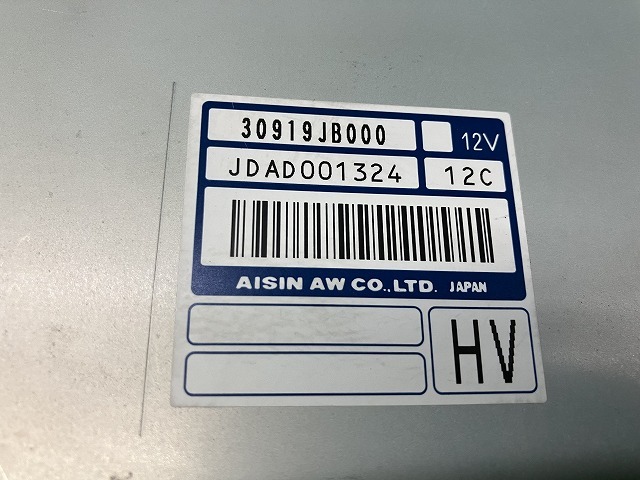 30919JB000
12V
JDAD001324
12C
AISIN AW CO.,LTD. JAPAN
HV